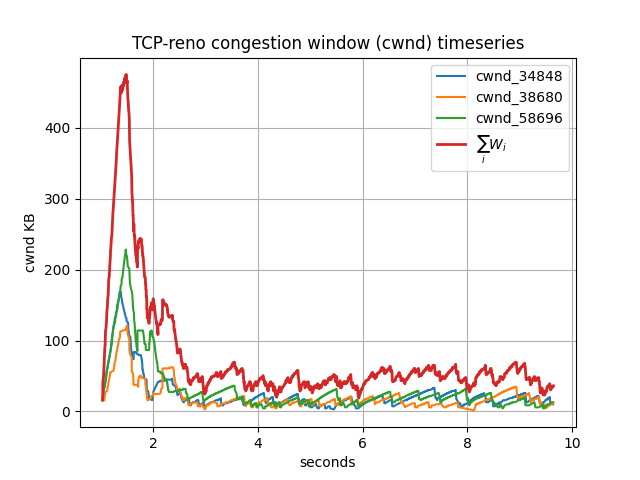 TCP-reno congestion window (cwnd) timeseries
cwnd_34848
cwnd_38680
cwnd_58696
∑_i W_i
cwnd KB
400
300
200
100
0
2
4
6
8
10
seconds